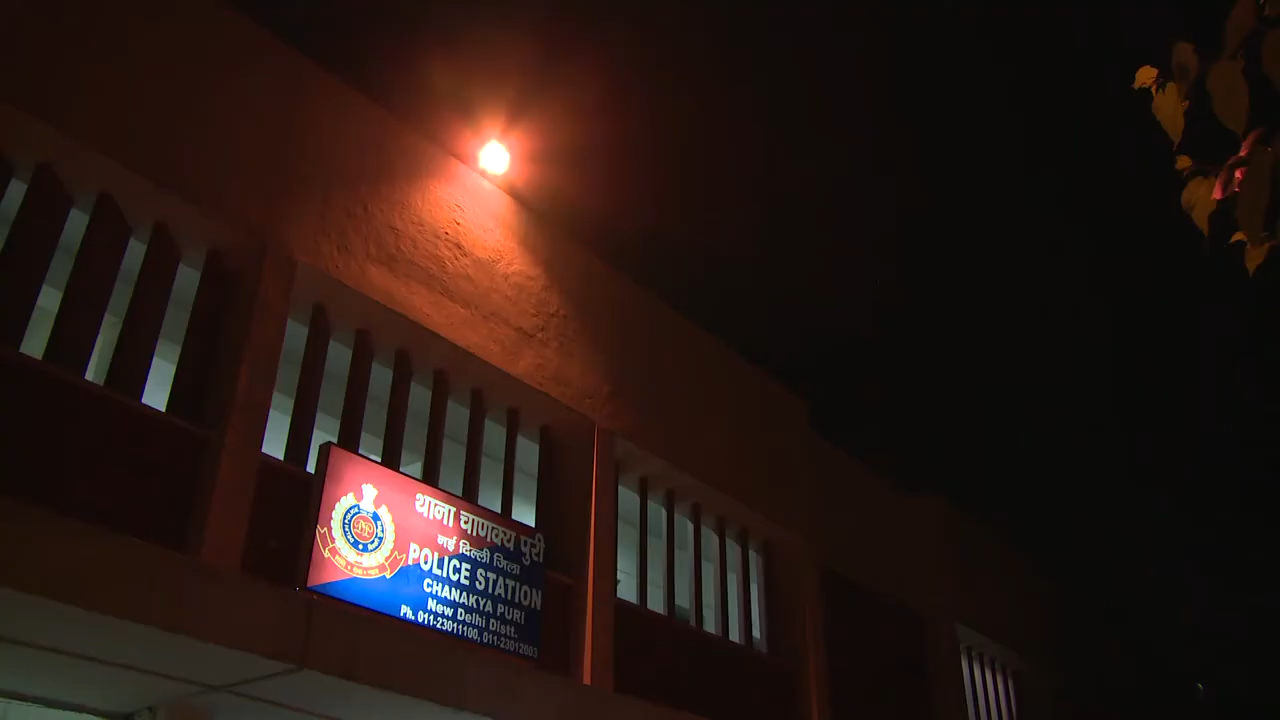 थाना चाणक्य पुरी
नई दिल्ली जिला
POLICE STATION
CHANAKYA PURI
New Delhi Distt.
Ph. 011-23011100, 011-23012003